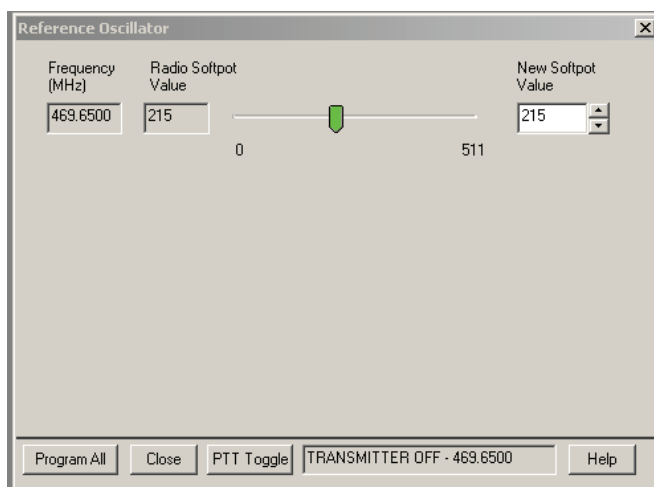 Reference Oscillator
Frequency (MHz)
Radio Softpot Value
New Softpot Value
469.6500
215
215
0
511
Program All
Close
PTT Toggle
TRANSMITTER OFF - 469.6500
Help